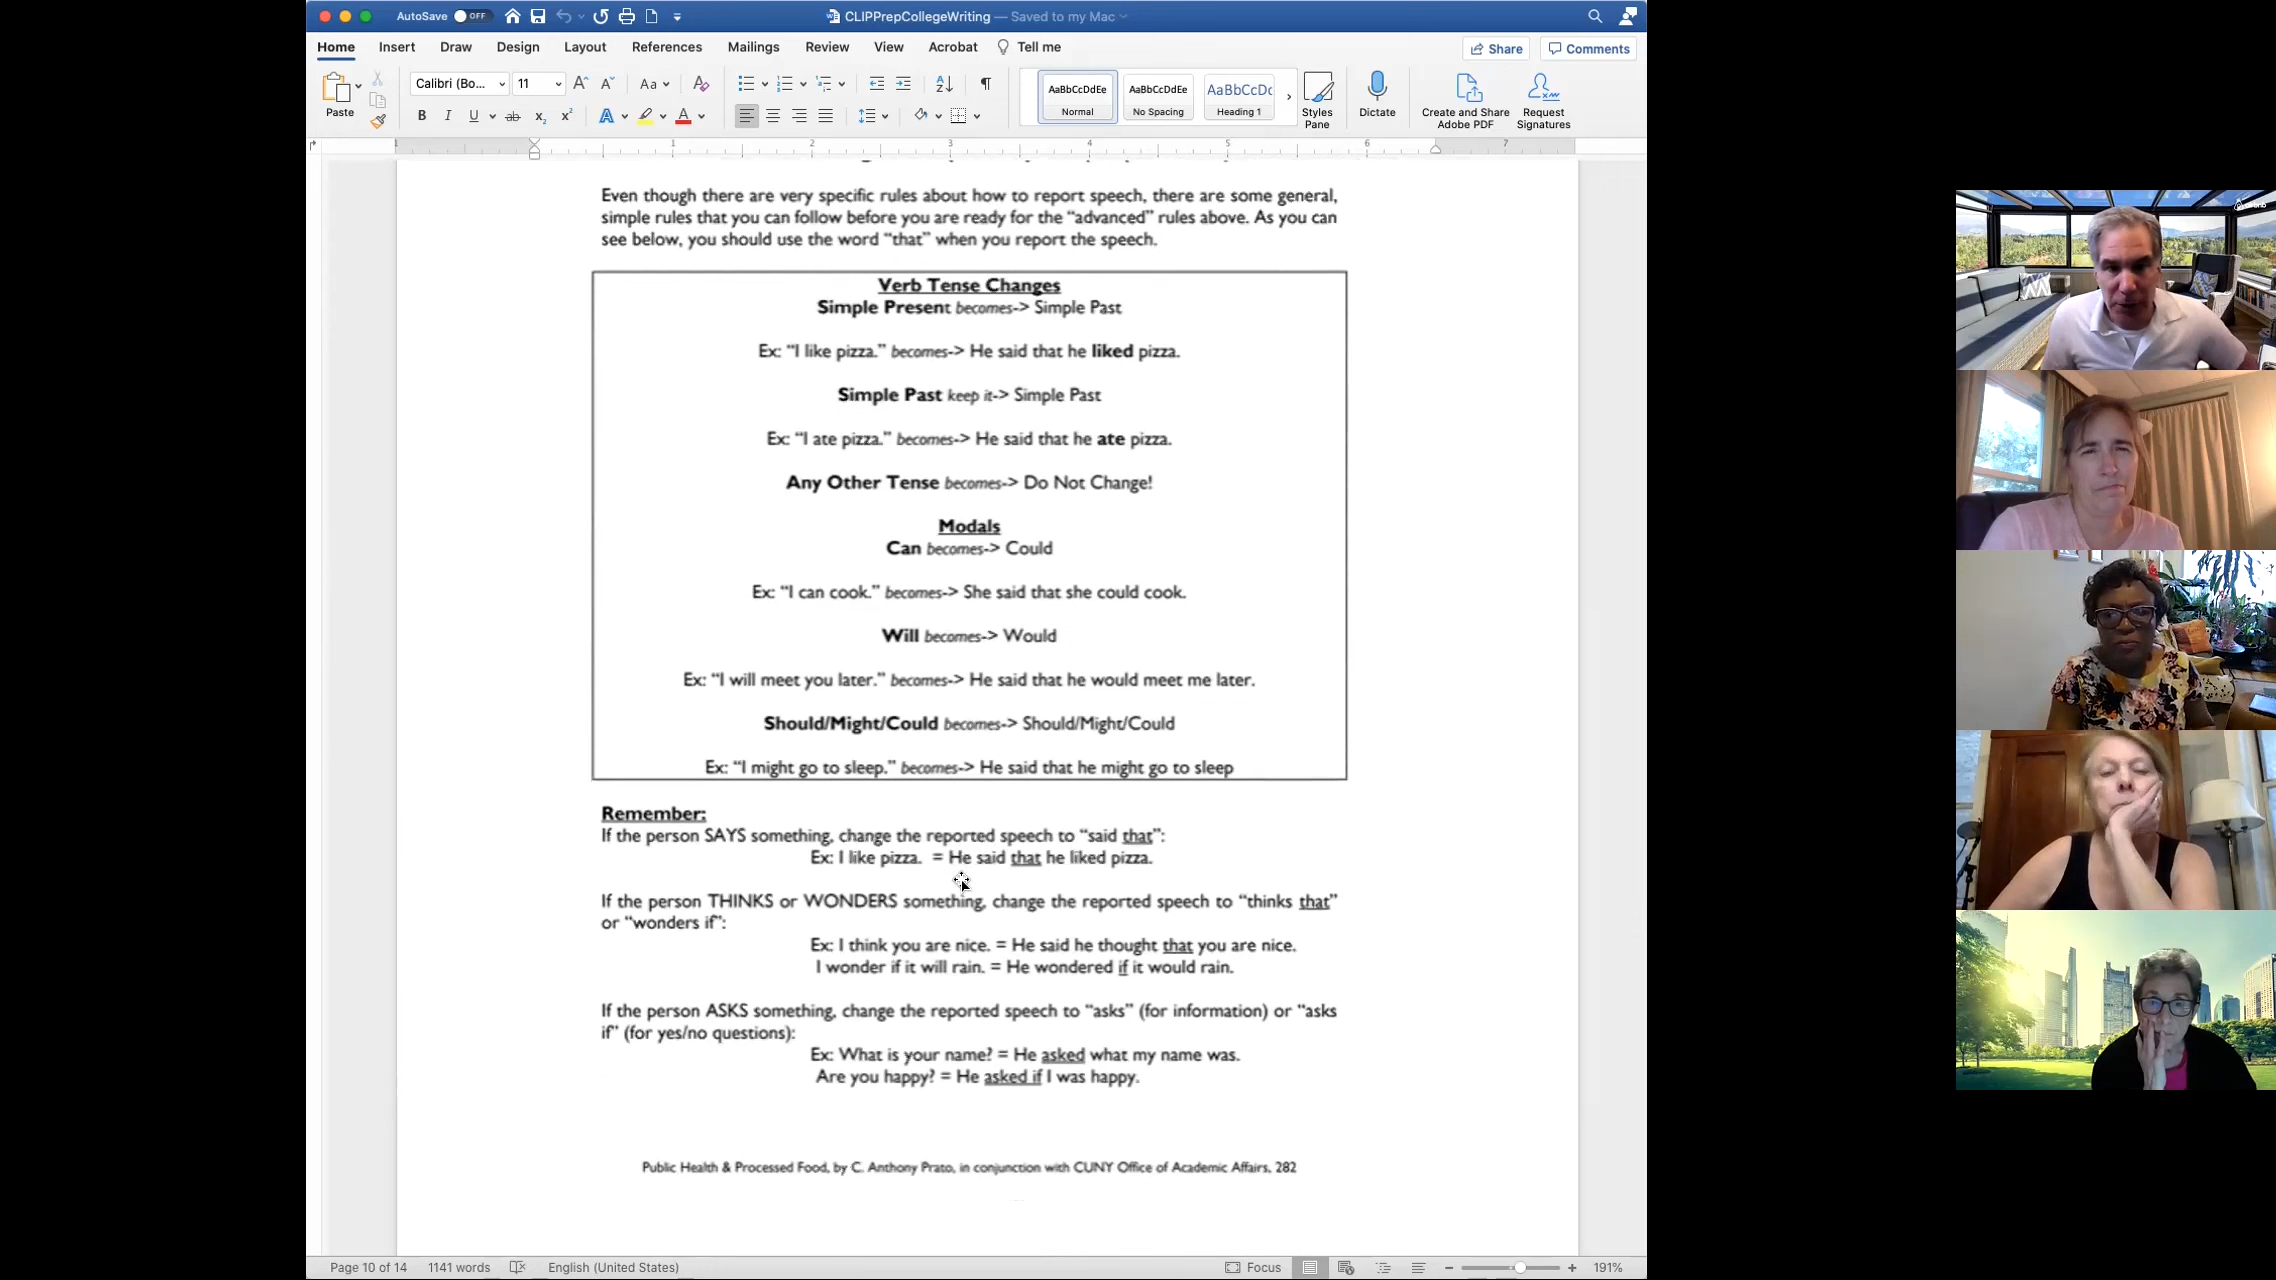 AutoSave OFF
CLIPPrepCollegeWriting — Saved to my Mac
Home Insert Draw Design Layout References Mailings Review View Acrobat Tell me
Share Comments
Paste
Calibri (Bo... 11
Aa
B I U ab x₂ x²
AaBbCcDdEe
Normal
AaBbCcDdEe
No Spacing
AaBbCcDc
Heading 1
Styles
Pane
Dictate
Create and Share
Adobe PDF
Request
Signatures
1 1 2 3 4 5 6 7
Even though there are very specific rules about how to report speech, there are some general,
simple rules that you can follow before you are ready for the “advanced” rules above. As you can
see below, you should use the word “that” when you report the speech.
Verb Tense Changes
Simple Present becomes-> Simple Past
Ex: “I like pizza.” becomes-> He said that he liked pizza.
Simple Past keep it-> Simple Past
Ex: “I ate pizza.” becomes-> He said that he ate pizza.
Any Other Tense becomes-> Do Not Change!
Modals
Can becomes-> Could
Ex: “I can cook.” becomes-> She said that she could cook.
Will becomes-> Would
Ex: “I will meet you later.” becomes-> He said that he would meet me later.
Should/Might/Could becomes-> Should/Might/Could
Ex: “I might go to sleep.” becomes-> He said that he might go to sleep
Remember:
If the person SAYS something, change the reported speech to “said that”:
Ex: I like pizza. = He said that he liked pizza.
If the person THINKS or WONDERS something, change the reported speech to “thinks that”
or “wonders if”:
Ex: I think you are nice. = He said he thought that you are nice.
I wonder if it will rain. = He wondered if it would rain.
If the person ASKS something, change the reported speech to “asks” (for information) or “asks
if” (for yes/no questions):
Ex: What is your name? = He asked what my name was.
Are you happy? = He asked if I was happy.
Public Health & Processed Food, by C. Anthony Prato, in conjunction with CUNY Office of Academic Affairs, 282
Page 10 of 14 1141 words English (United States) Focus 191%
airbnb